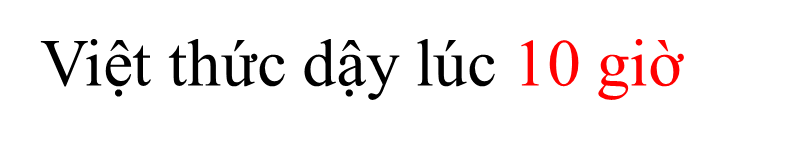 Việt thức dậy lúc 10 giờ